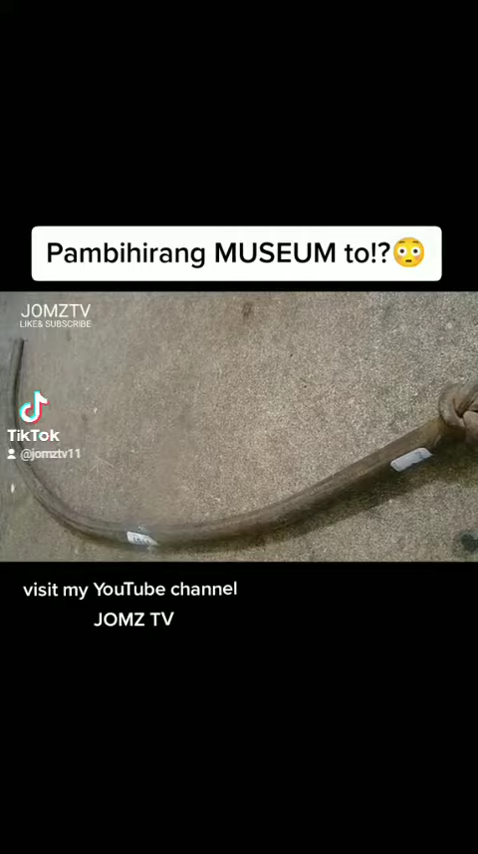 Pambihirang MUSEUM to!?😳
JOMZTV
LIKE& SUBSCRIBE
TikTok
@jomztv11
visit my YouTube channel
JOMZ TV